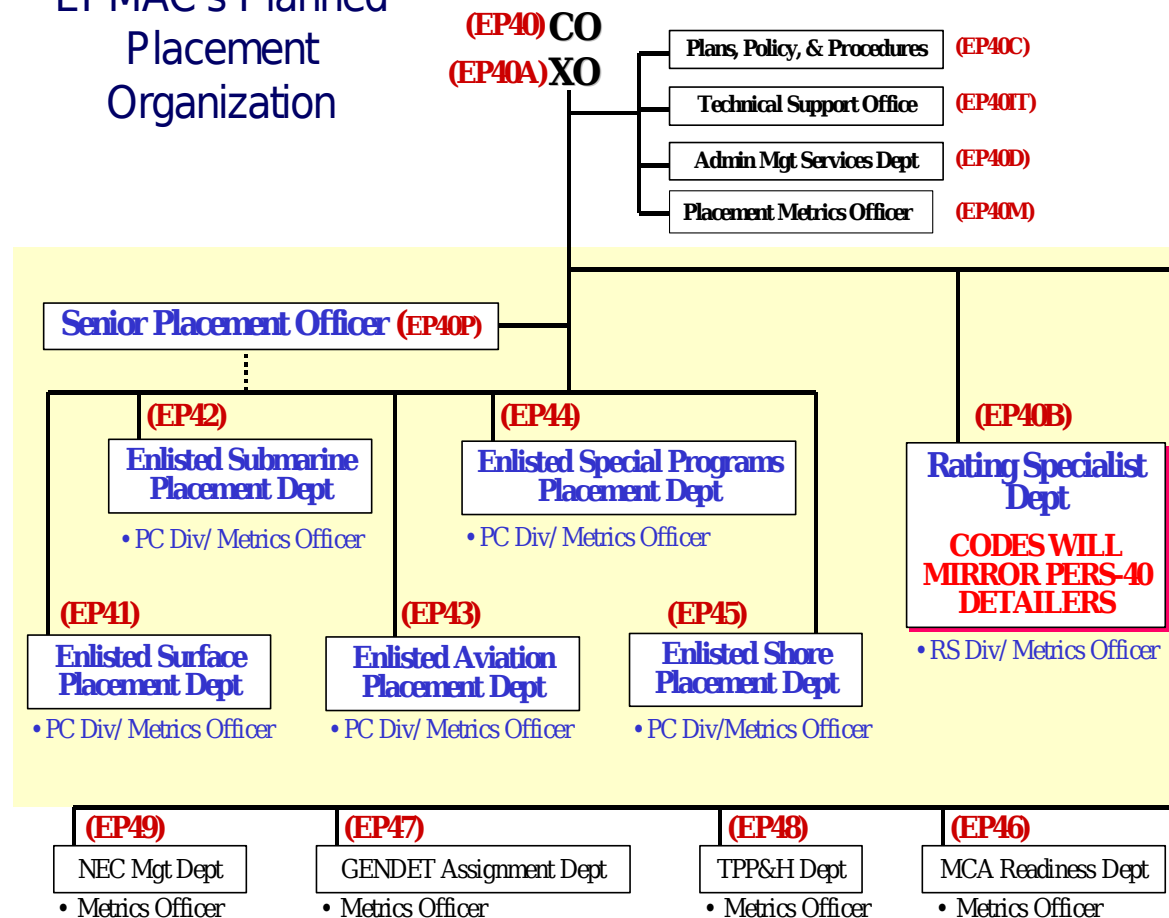 EPMAC's Planned
Placement
Organization
(EP40) CO
(EP40A) XO
Plans, Policy, & Procedures (EP40C)
Technical Support Office (EP40IT)
Admin Mgt Services Dept (EP40D)
Placement Metrics Officer (EP40M)
Senior Placement Officer (EP40P)
(EP42)
Enlisted Submarine
Placement Dept
• PC Div/ Metrics Officer
(EP44)
Enlisted Special Programs
Placement Dept
• PC Div/ Metrics Officer
(EP40B)
Rating Specialist
Dept
CODES WILL
MIRROR PERS-40
DETAILERS
• RS Div/ Metrics Officer
(EP41)
Enlisted Surface
Placement Dept
• PC Div/ Metrics Officer
(EP43)
Enlisted Aviation
Placement Dept
• PC Div/ Metrics Officer
(EP45)
Enlisted Shore
Placement Dept
• PC Div/Metrics Officer
(EP49)
NEC Mgt Dept
• Metrics Officer
(EP47)
GENDET Assignment Dept
• Metrics Officer
(EP48)
TPP&H Dept
• Metrics Officer
(EP46)
MCA Readiness Dept
• Metrics Officer